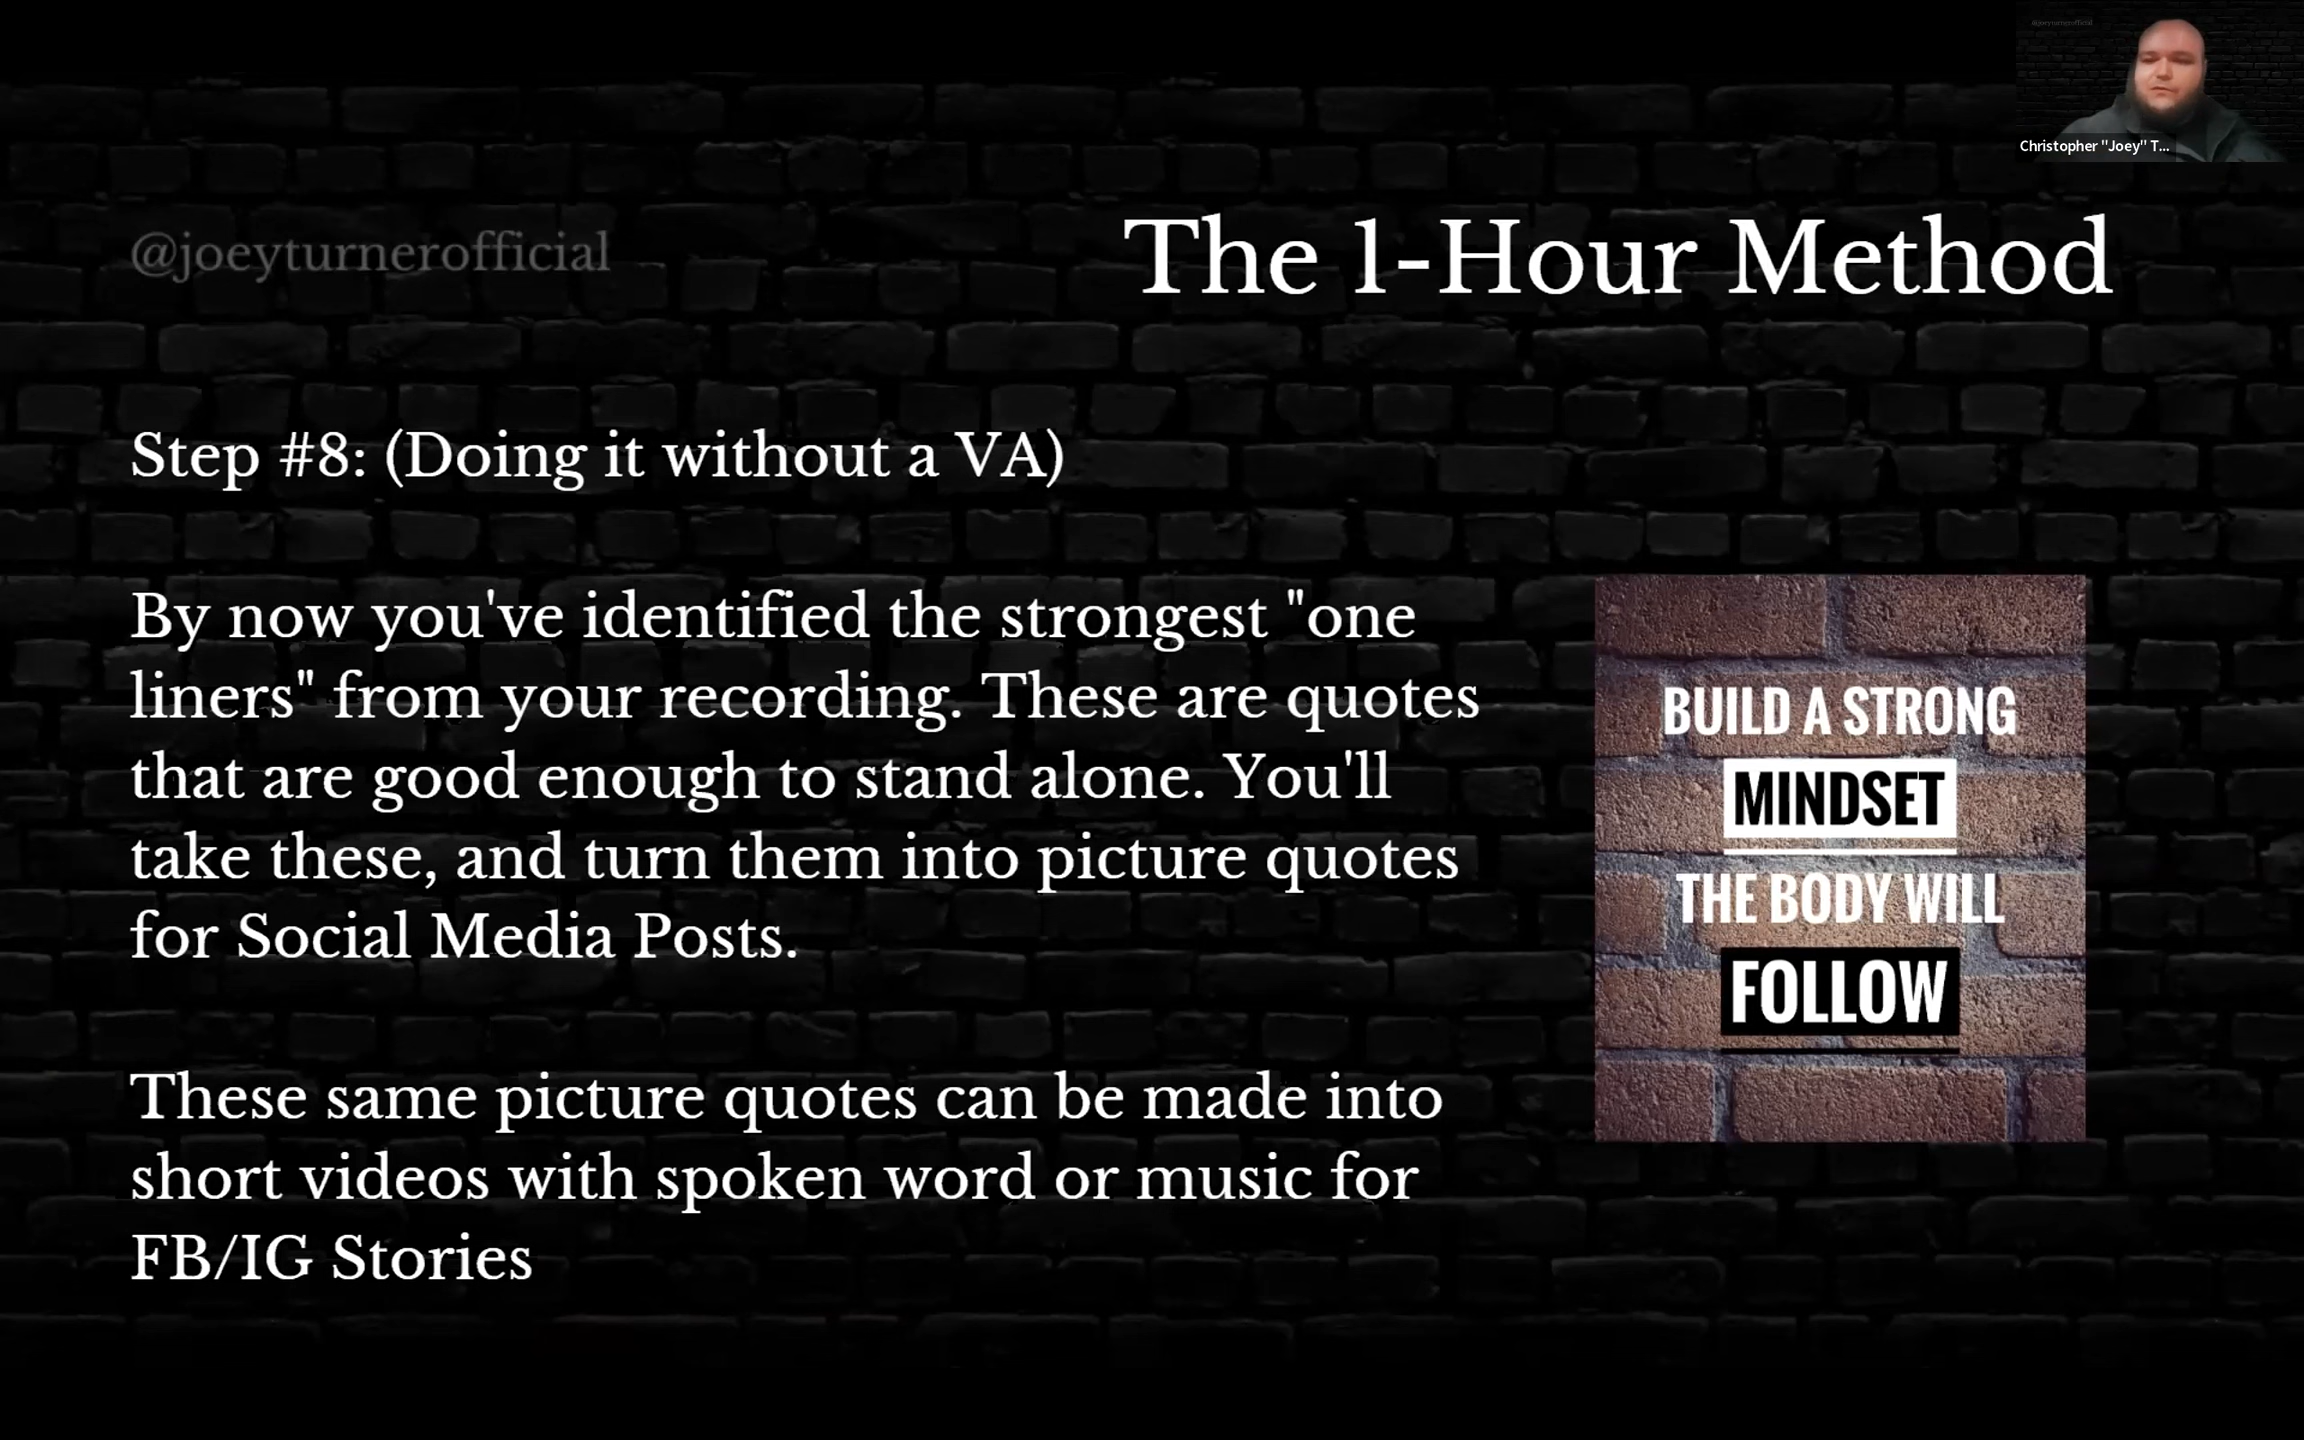 @joeyturnerofficial
Christopher "Joey" T...
@joeyturnerofficial
The 1-Hour Method
Step #8: (Doing it without a VA)
By now you've identified the strongest "one
liners" from your recording. These are quotes
that are good enough to stand alone. You'll
take these, and turn them into picture quotes
for Social Media Posts.
These same picture quotes can be made into
short videos with spoken word or music for
FB/IG Stories
BUILD A STRONG
MINDSET
THE BODY WILL
FOLLOW